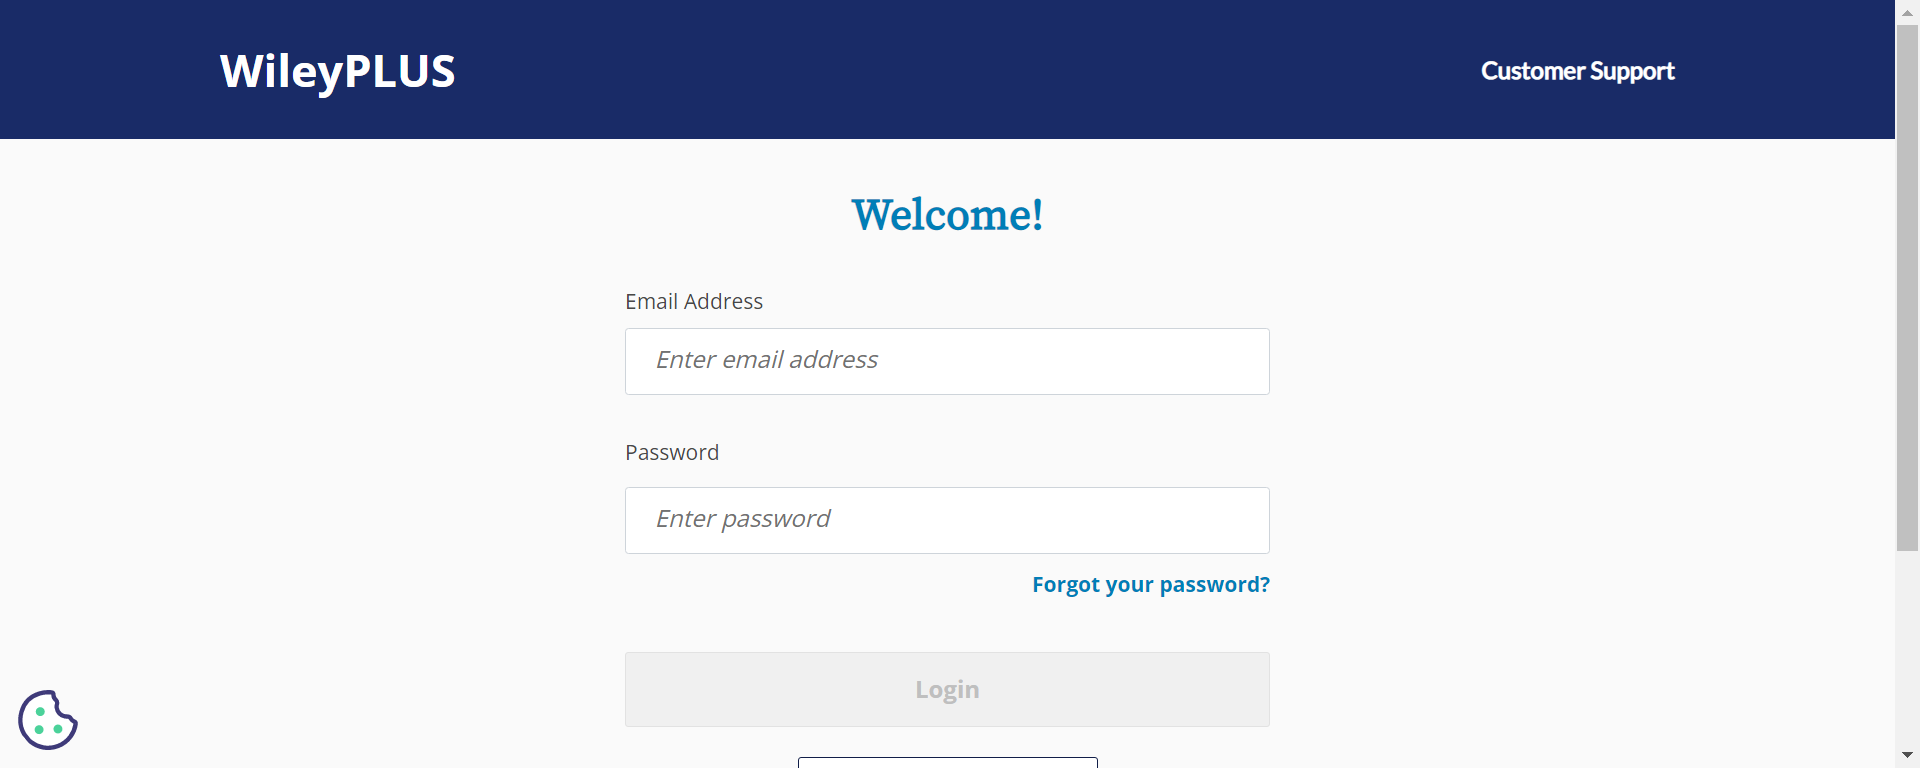 WileyPLUS
Customer Support
Welcome!
Email Address
Enter email address
Password
Enter password
Forgot your password?
Login